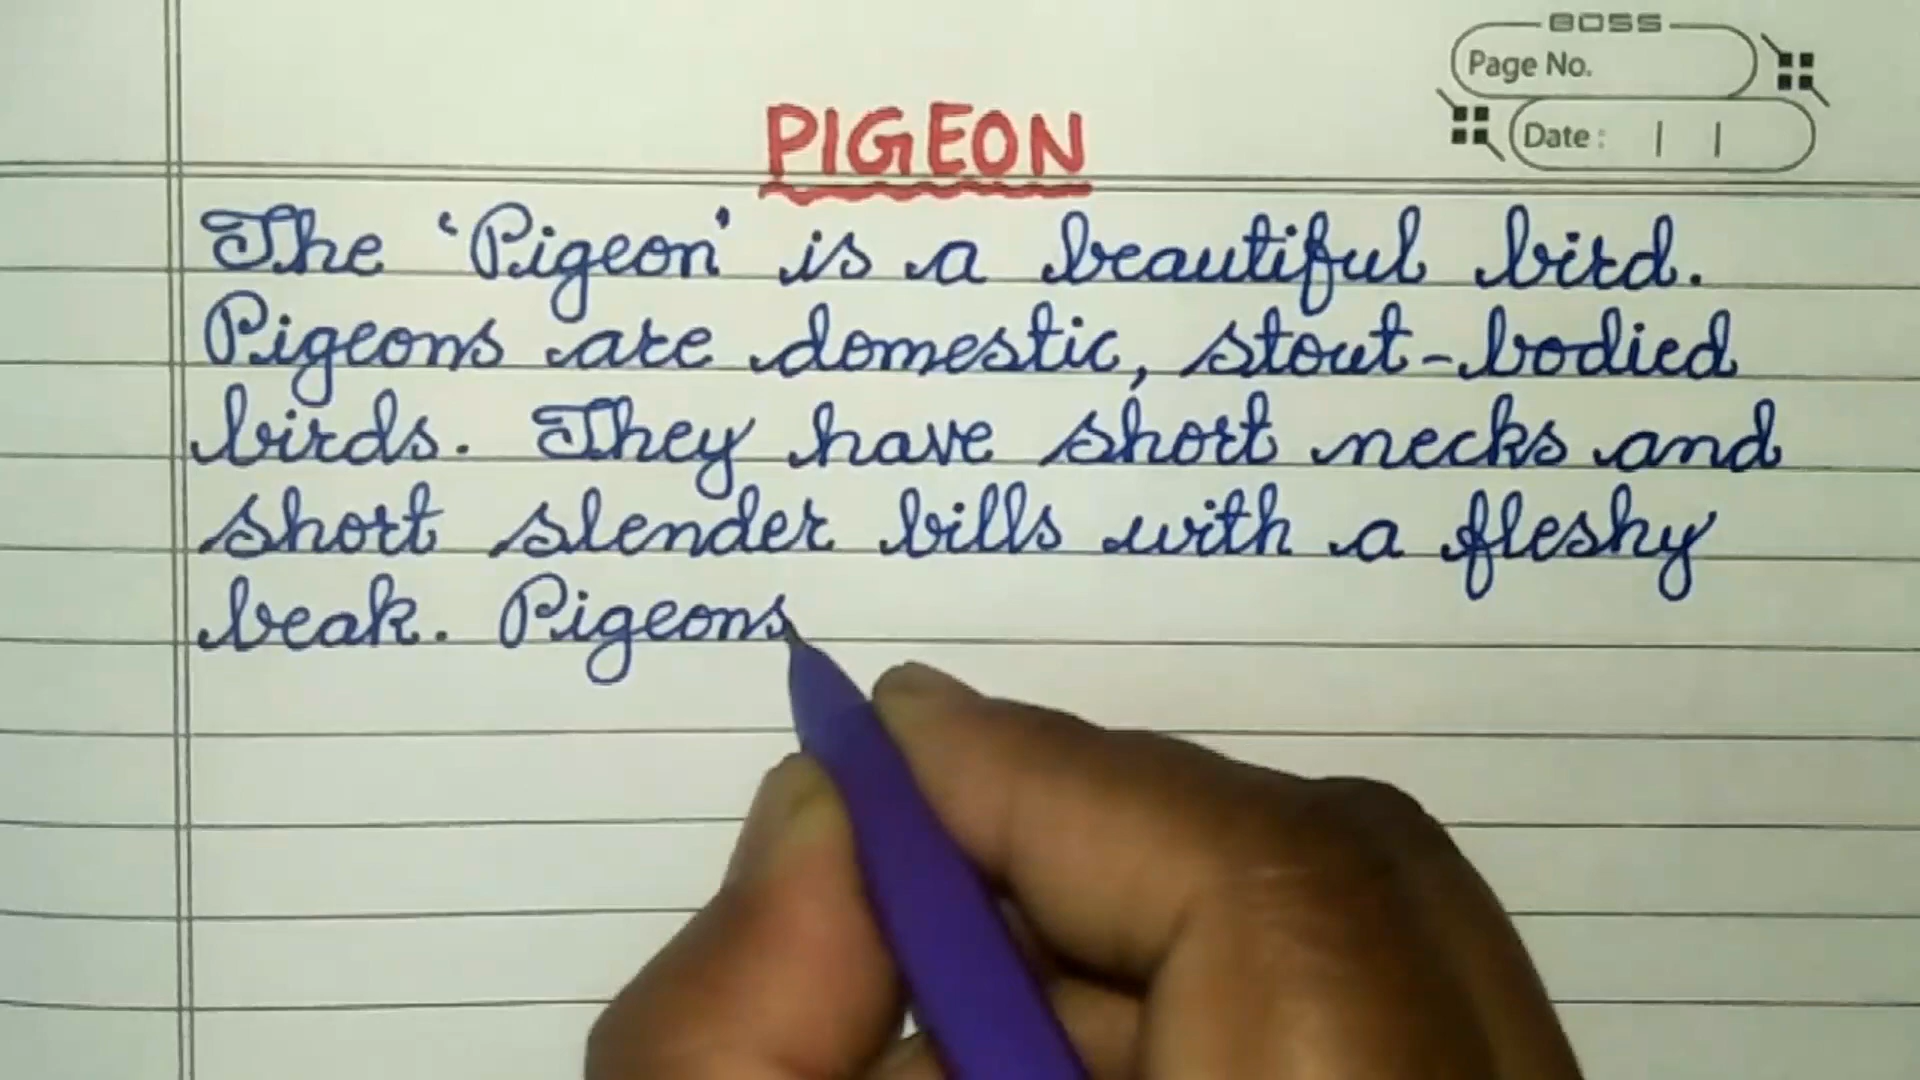 BOSS
Page No.
Date :
PIGEON
The 'Pigeon' is a beautiful bird.
Pigeons are domestic, stout-bodied
birds. They have short necks and
short slender bills with a fleshy
beak. Pigeons